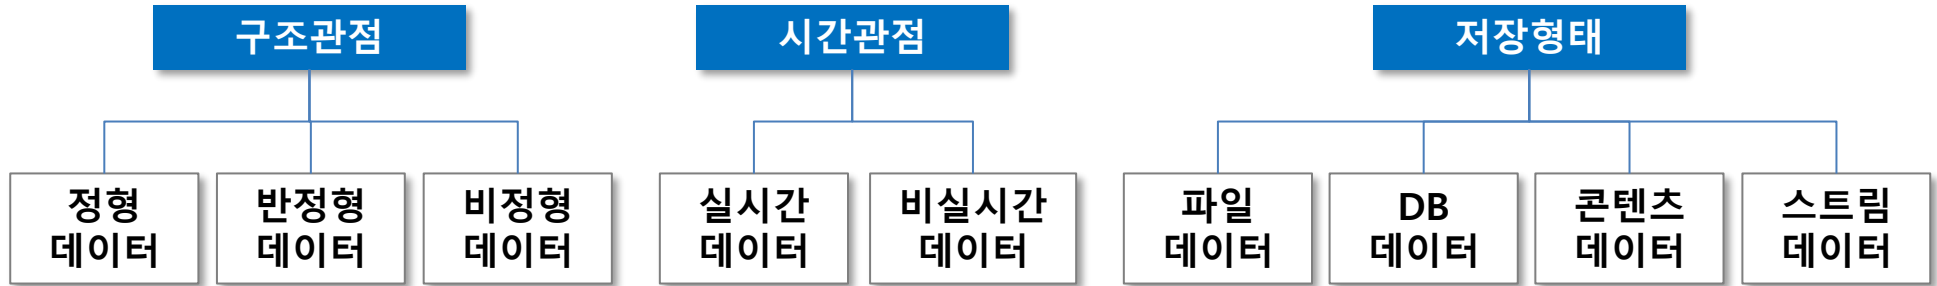 구조관점
시간관점
저장형태
정형
데이터
반정형
데이터
비정형
데이터
실시간
데이터
비실시간
데이터
파일
데이터
DB
데이터
콘텐츠
데이터
스트림
데이터